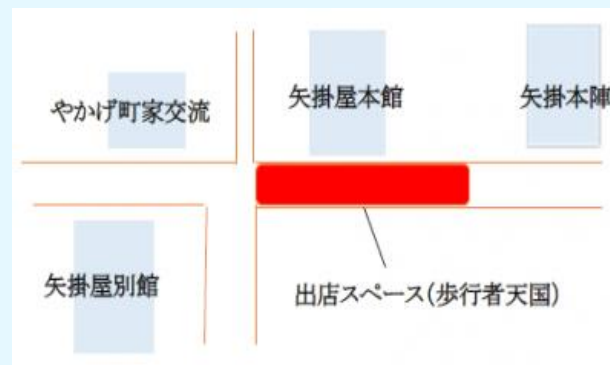 矢掛屋本館
矢掛本陣
やかげ町家交流
矢掛屋別館
出店スペース(歩行者天国)